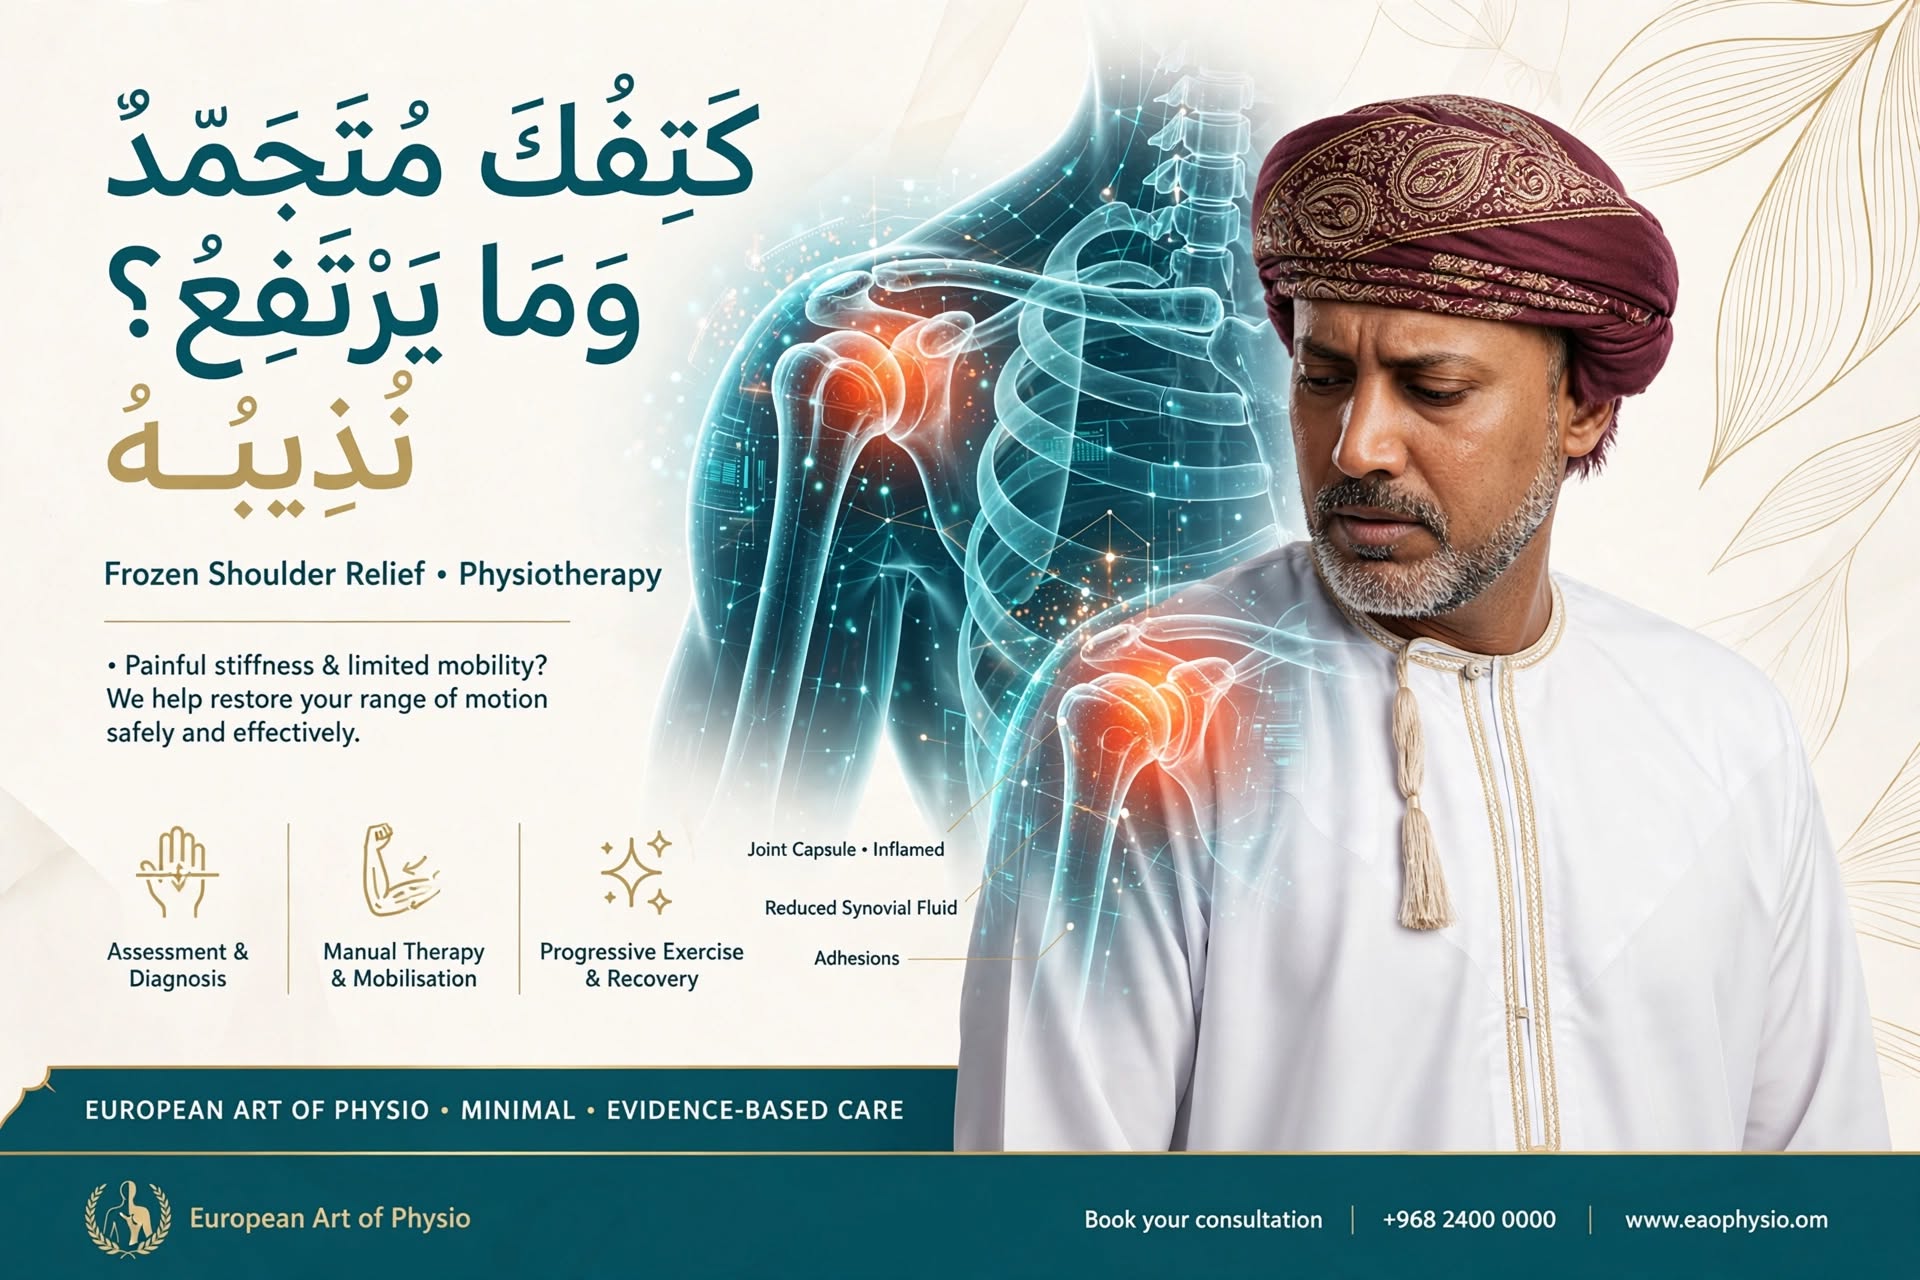 كَتِفُكَ مُتَجَمّدٌ
وَمَا يَرْتَفِعُ؟
نُذِيبُـهُ
Frozen Shoulder Relief • Physiotherapy
• Painful stiffness & limited mobility?
We help restore your range of motion
safely and effectively.
Assessment &
Diagnosis
Manual Therapy
& Mobilisation
Progressive Exercise
& Recovery
Joint Capsule • Inflamed
Reduced Synovial Fluid
Adhesions
EUROPEAN ART OF PHYSIO • MINIMAL • EVIDENCE-BASED CARE
European Art of Physio
Book your consultation | +968 2400 0000 | www.eaophysio.om